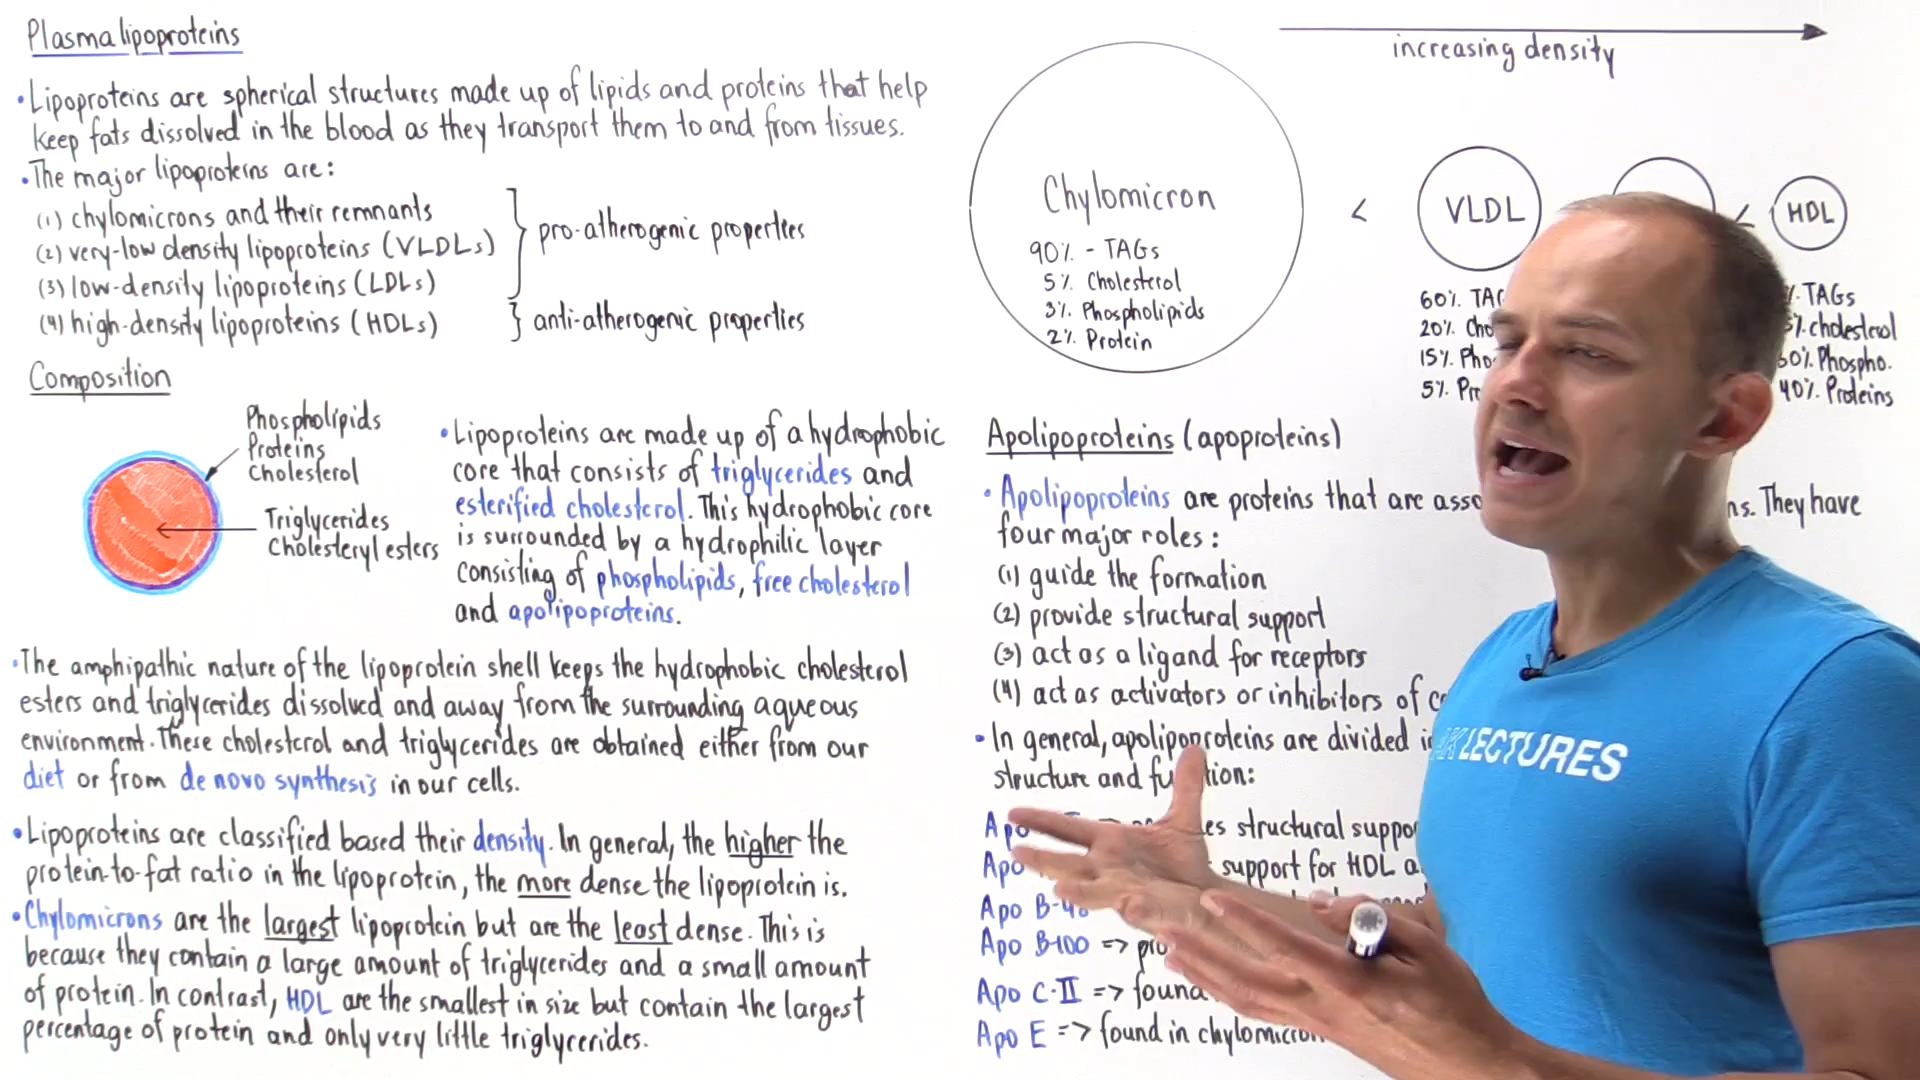 Plasma lipoproteins
• Lipoproteins are spherical structures made up of lipids and proteins that help
keep fats dissolved in the blood as they transport them to and from tissues.
• The major lipoproteins are:
(1) chylomicrons and their remnants
(2) very-low density lipoproteins (VLDLs)
(3) low-density lipoproteins (LDLs)
pro-atherogenic properties
(4) high-density lipoproteins (HDLs)
anti-atherogenic properties
Composition
Phospholipids
Proteins
Cholesterol
Triglycerides
Cholesteryl esters
• Lipoproteins are made up of a hydrophobic
core that consists of triglycerides and
esterified cholesterol. This hydrophobic core
is surrounded by a hydrophilic layer
consisting of phospholipids, free cholesterol
and apolipoproteins.
• The amphipathic nature of the lipoprotein shell keeps the hydrophobic cholesterol
esters and triglycerides dissolved and away from the surrounding aqueous
environment. These cholesterol and triglycerides are obtained either from our
diet or from de novo synthesis in our cells.
• Lipoproteins are classified based their density. In general, the higher the
protein-to-fat ratio in the lipoprotein, the more dense the lipoprotein is.
• Chylomicrons are the largest lipoprotein but are the least dense. This is
because they contain a large amount of triglycerides and a small amount
of protein. In contrast, HDL are the smallest in size but contain the largest
percentage of protein and only very little triglycerides.
increasing density
Chylomicron
90% - TAGs
5% Cholesterol
3% Phospholipids
2% Protein
<
VLDL
60% TAG
20% Cho
15% Pho
5% Pr
<
HDL
% TAGs
% cholesterol
0% Phospho.
40% Proteins
Apolipoproteins (apoproteins)
• Apolipoproteins are proteins that are asso ns. They have
four major roles:
(1) guide the formation
(2) provide structural support
(3) act as a ligand for receptors
(4) act as activators or inhibitors of
• In general, apolipoproteins are divided
structure and function:
Apo => es structural suppo
Apo support for HDL a
Apo B-48
Apo B-100 => pro
Apo C-II => found
Apo E => found in chylomicron
AK LECTURES